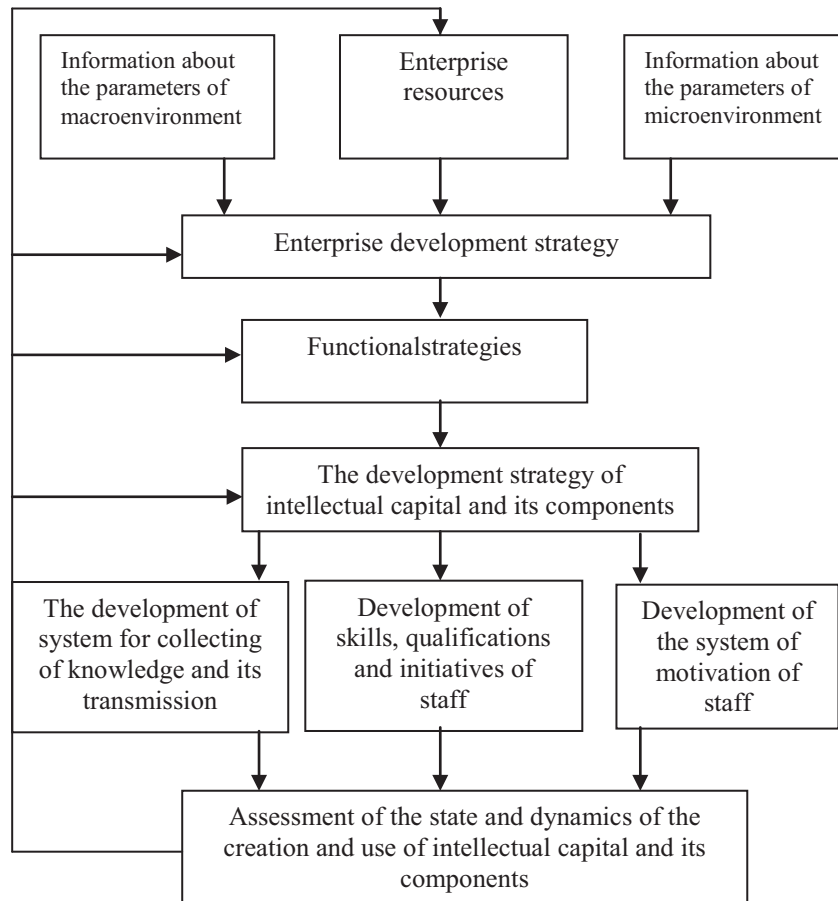 Information about
the parameters of
macroenvironment
Enterprise
resources
Information about
the parameters of
microenvironment
Enterprise development strategy
Functionalstrategies
The development strategy of
intellectual capital and its components
The development of
system for collecting
of knowledge and its
transmission
Development of
skills, qualifications
and initiatives of
staff
Development of
the system of
motivation of
staff
Assessment of the state and dynamics of the
creation and use of intellectual capital and its
components